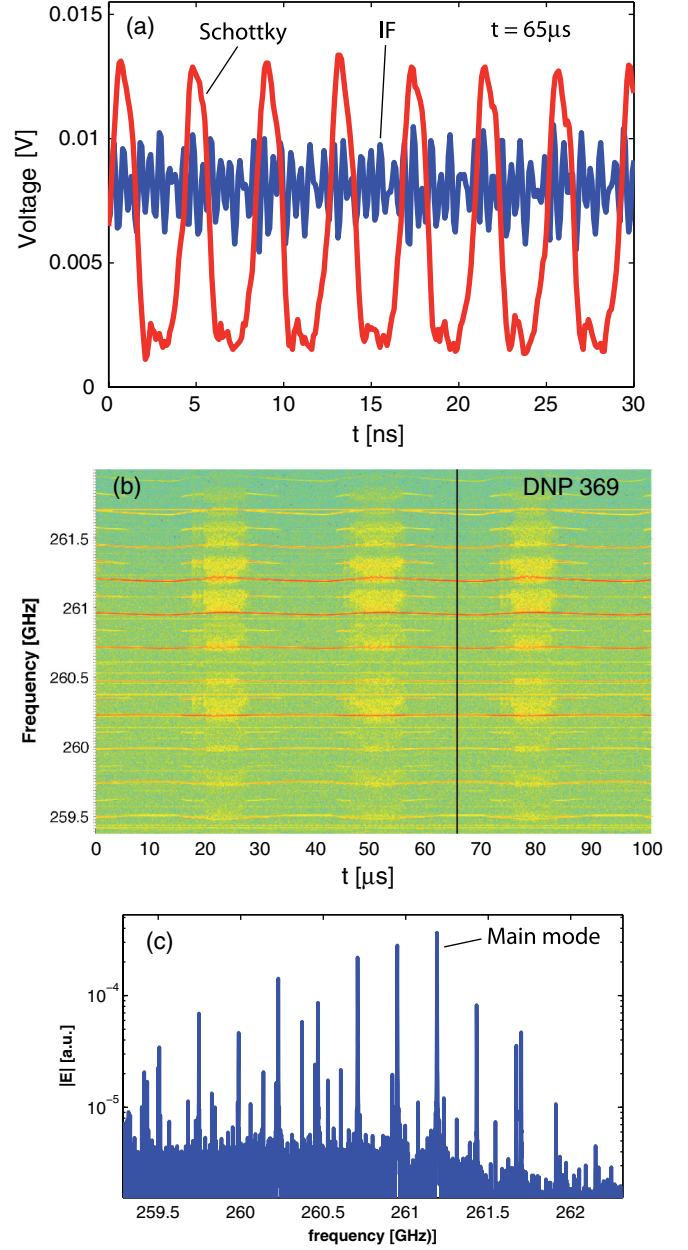 (a)
Schottky
IF
t = 65μs
0.015
0.01
0.005
0
Voltage [V]
0 5 10 15 20 25 30
t [ns]
(b)
DNP 369
261.5
261
260.5
260
259.5
Frequency [GHz]
0 10 20 30 40 50 60 70 80 90 100
t [μs]
(c)
Main mode
10⁻⁴
10⁻⁵
|E| [a.u.]
259.5 260 260.5 261 261.5 262
frequency [GHz)]